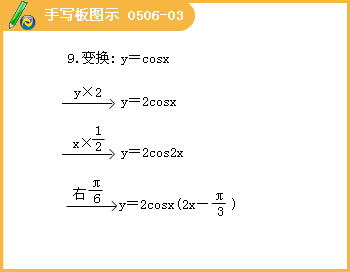 手写板图示 0506-03
9.变换: y=cosx
y×2 → y=2cosx
x×1/2 → y=2cos2x
右π/6 → y=2cosx(2x-π/3)